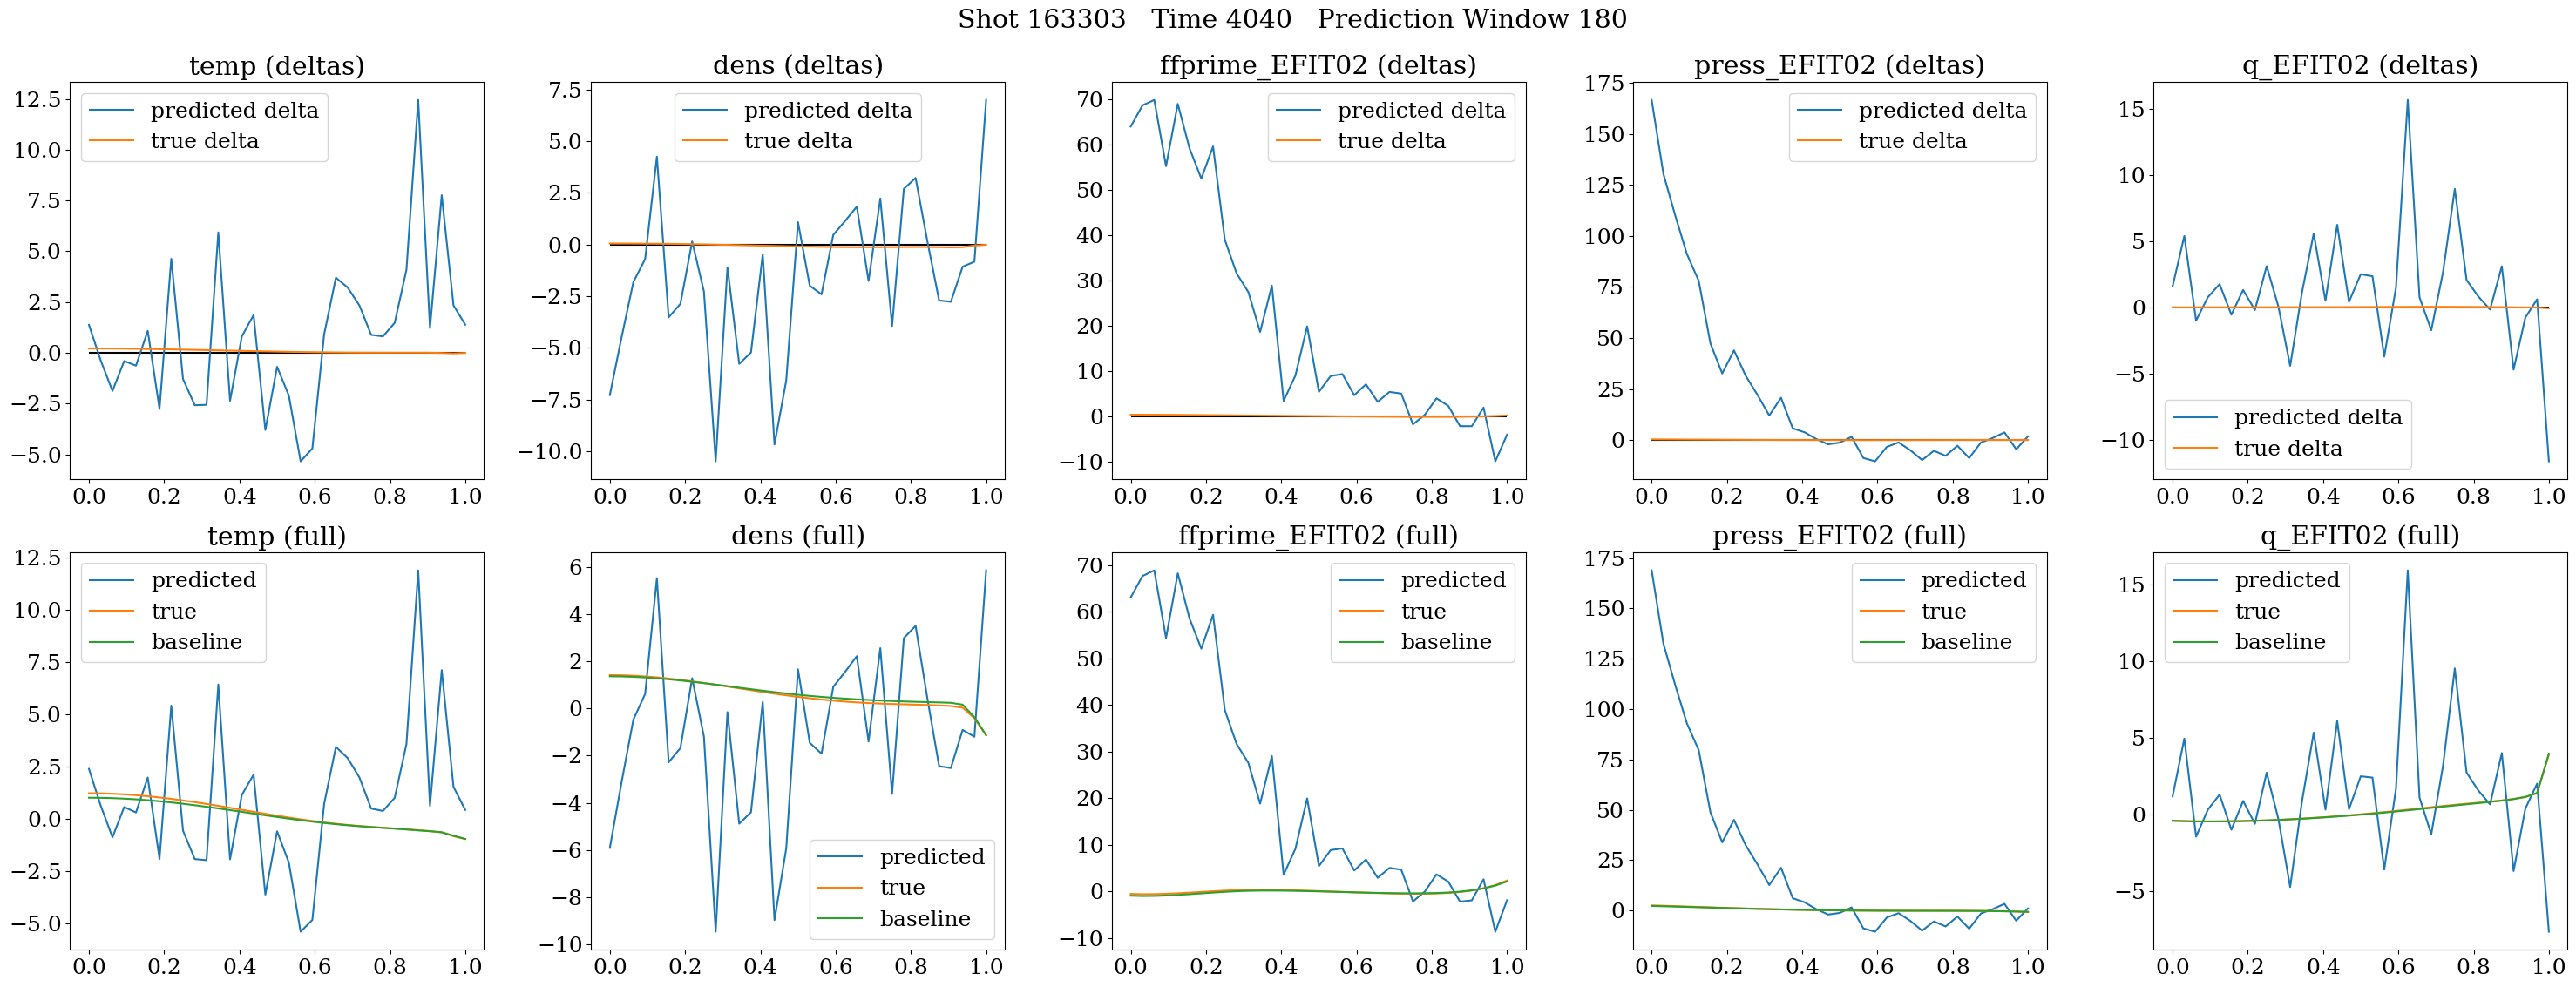 Shot 163303   Time 4040   Prediction Window 180
temp (deltas)
12.5
10.0
7.5
5.0
2.5
0.0
−2.5
−5.0
0.0 0.2 0.4 0.6 0.8 1.0
predicted delta
true delta
dens (deltas)
7.5
5.0
2.5
0.0
−2.5
−5.0
−7.5
−10.0
0.0 0.2 0.4 0.6 0.8 1.0
predicted delta
true delta
ffprime_EFIT02 (deltas)
70
60
50
40
30
20
10
0
−10
0.0 0.2 0.4 0.6 0.8 1.0
predicted delta
true delta
press_EFIT02 (deltas)
175
150
125
100
75
50
25
0
0.0 0.2 0.4 0.6 0.8 1.0
predicted delta
true delta
q_EFIT02 (deltas)
15
10
5
0
−5
−10
0.0 0.2 0.4 0.6 0.8 1.0
predicted delta
true delta
temp (full)
12.5
10.0
7.5
5.0
2.5
0.0
−2.5
−5.0
0.0 0.2 0.4 0.6 0.8 1.0
predicted
true
baseline
dens (full)
6
4
2
0
−2
−4
−6
−8
−10
0.0 0.2 0.4 0.6 0.8 1.0
predicted
true
baseline
ffprime_EFIT02 (full)
70
60
50
40
30
20
10
0
−10
0.0 0.2 0.4 0.6 0.8 1.0
predicted
true
baseline
press_EFIT02 (full)
175
150
125
100
75
50
25
0
0.0 0.2 0.4 0.6 0.8 1.0
predicted
true
baseline
q_EFIT02 (full)
15
10
5
0
−5
0.0 0.2 0.4 0.6 0.8 1.0
predicted
true
baseline